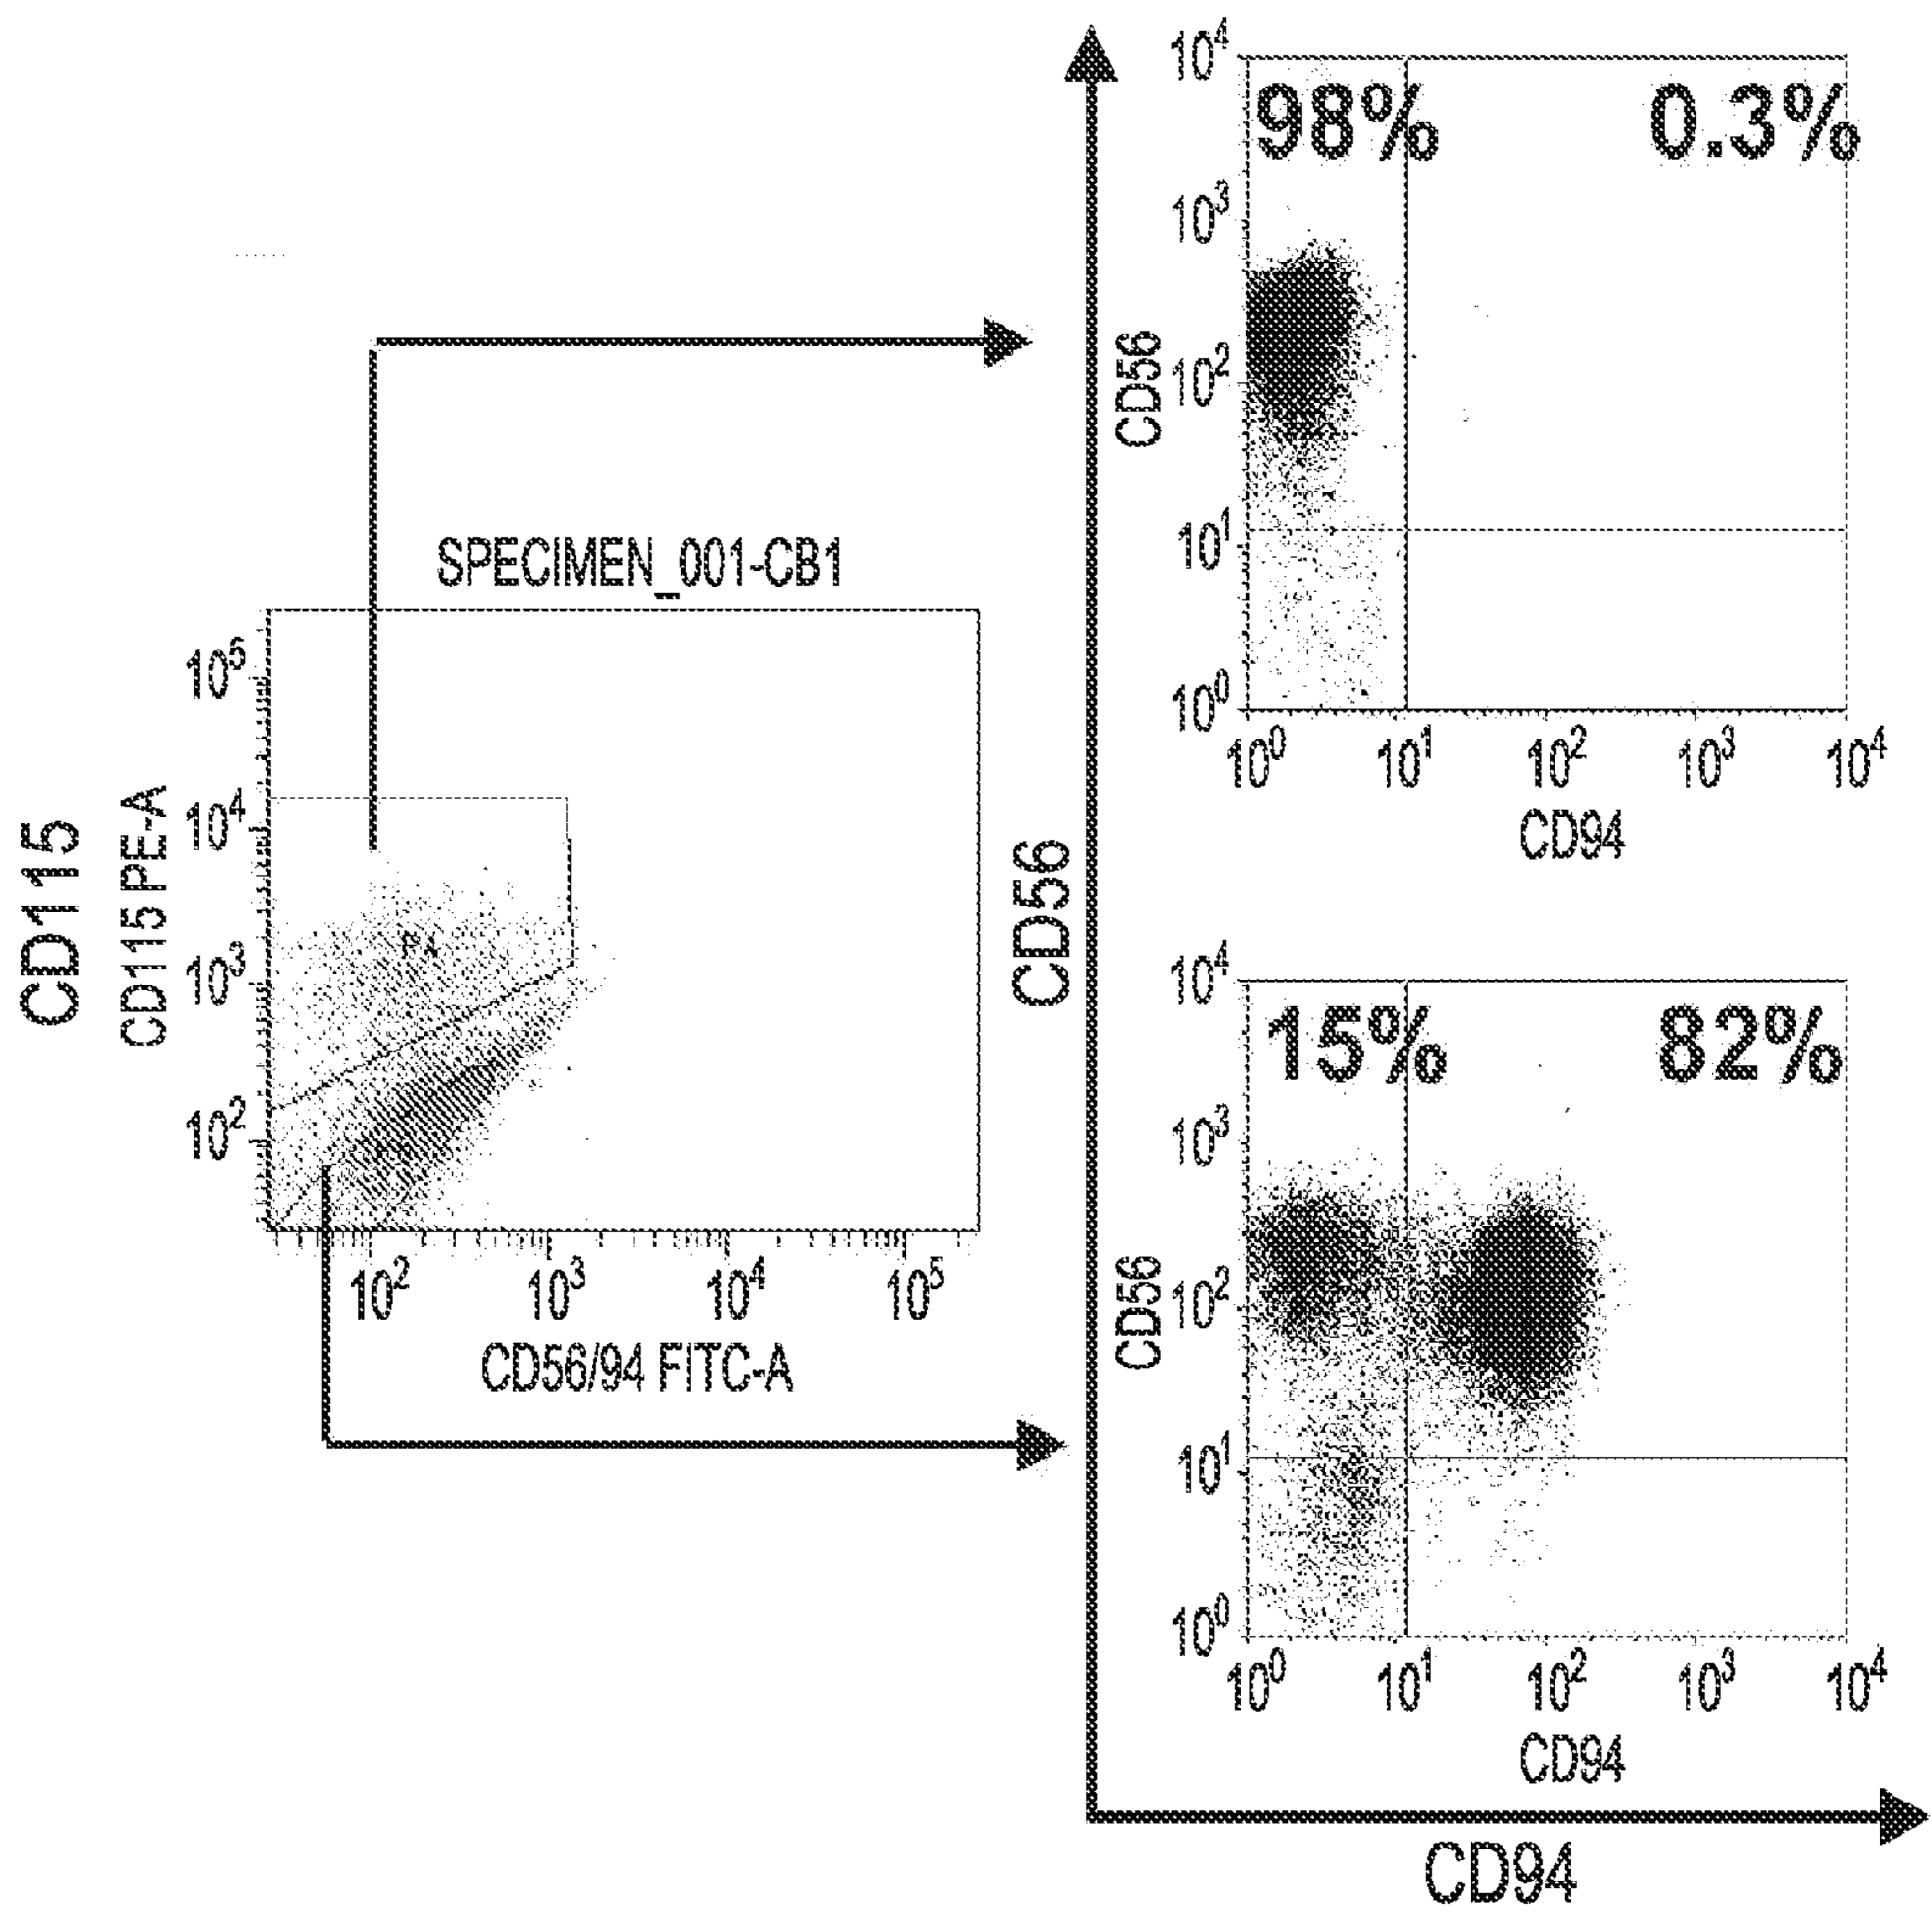 SPECIMEN_001-CB1
CD115
CD115 PE-A
10⁵
10⁴
10³
10²
10² 10³ 10⁴ 10⁵
CD56/94 FITC-A
CD56
CD94
98% 0.3%
CD56
10⁴
10³
10²
10¹
10⁰
10⁰ 10¹ 10² 10³ 10⁴
CD94
15% 82%
CD56
10⁴
10³
10²
10¹
10⁰
10⁰ 10¹ 10² 10³ 10⁴
CD94